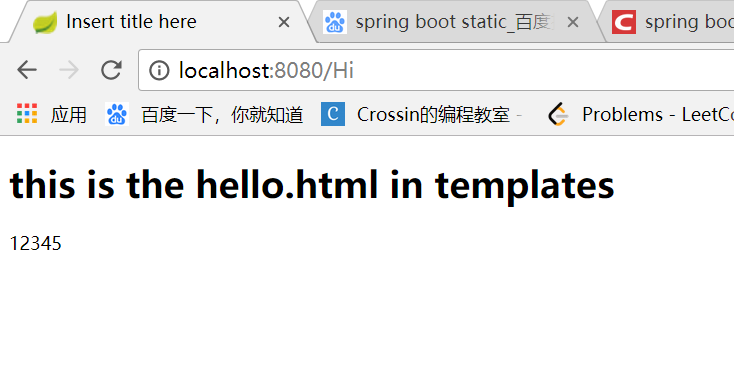 Insert title here
spring boot static_百度
spring boo
localhost:8080/Hi
应用
百度一下，你就知道
C Crossin的编程教室 -
Problems - LeetCo
this is the hello.html in templates
12345